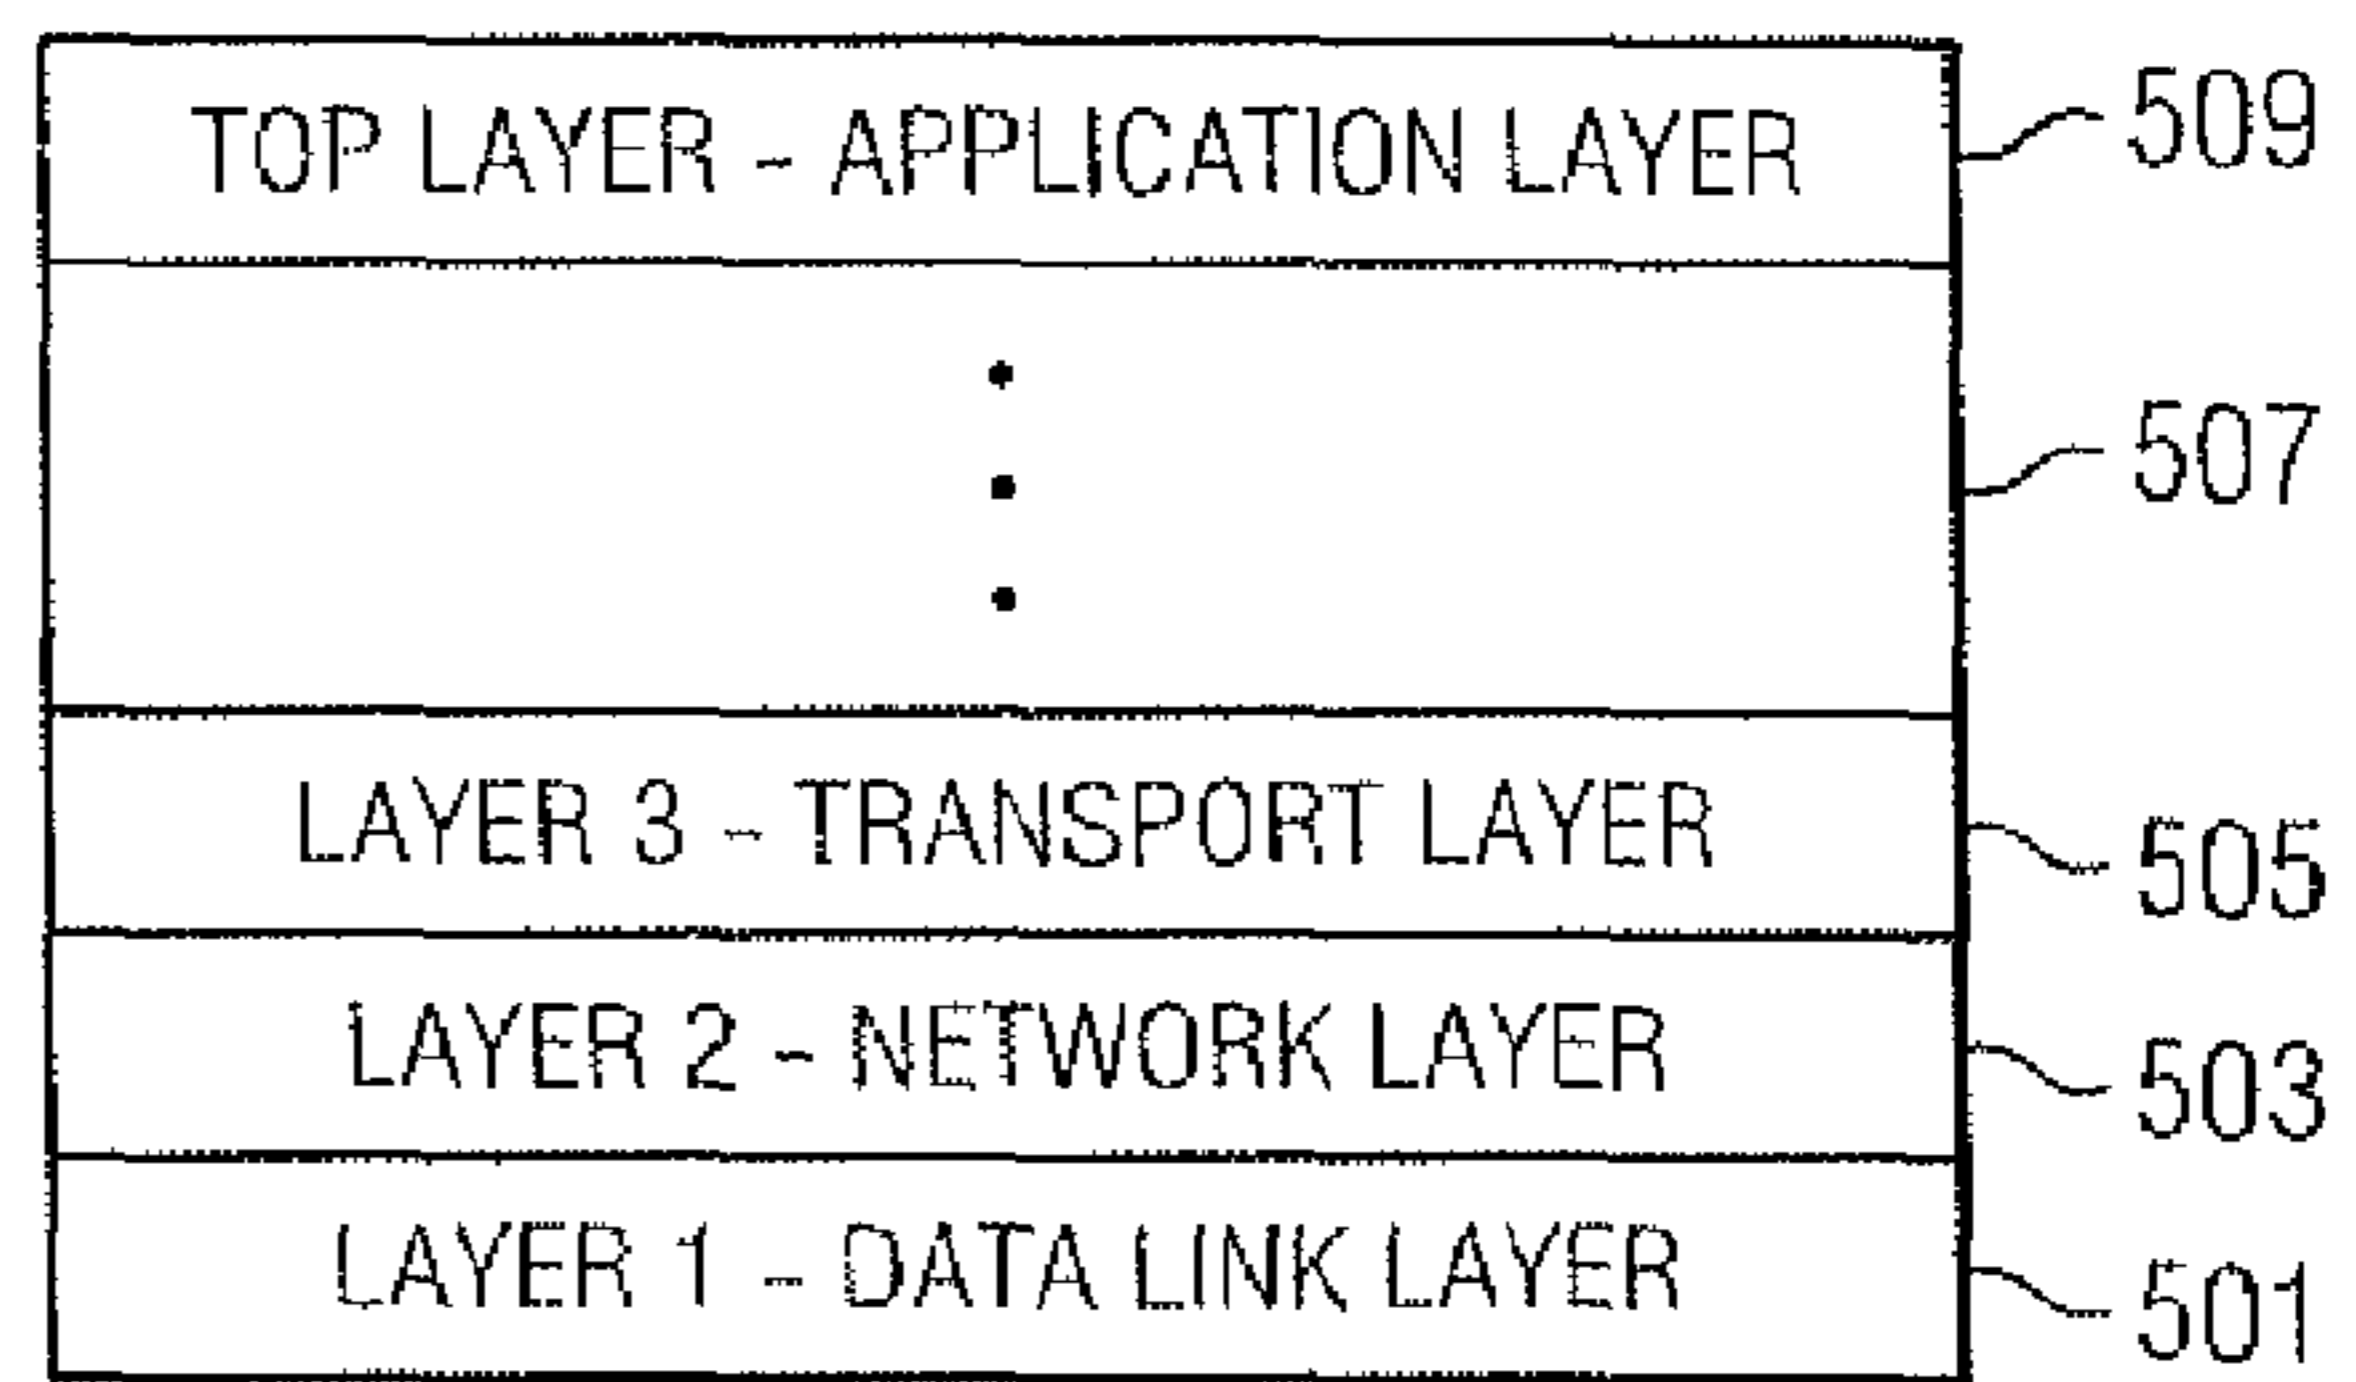 TOP LAYER - APPLICATION LAYER 509
507
LAYER 3 - TRANSPORT LAYER 505
LAYER 2 - NETWORK LAYER 503
LAYER 1 - DATA LINK LAYER 501